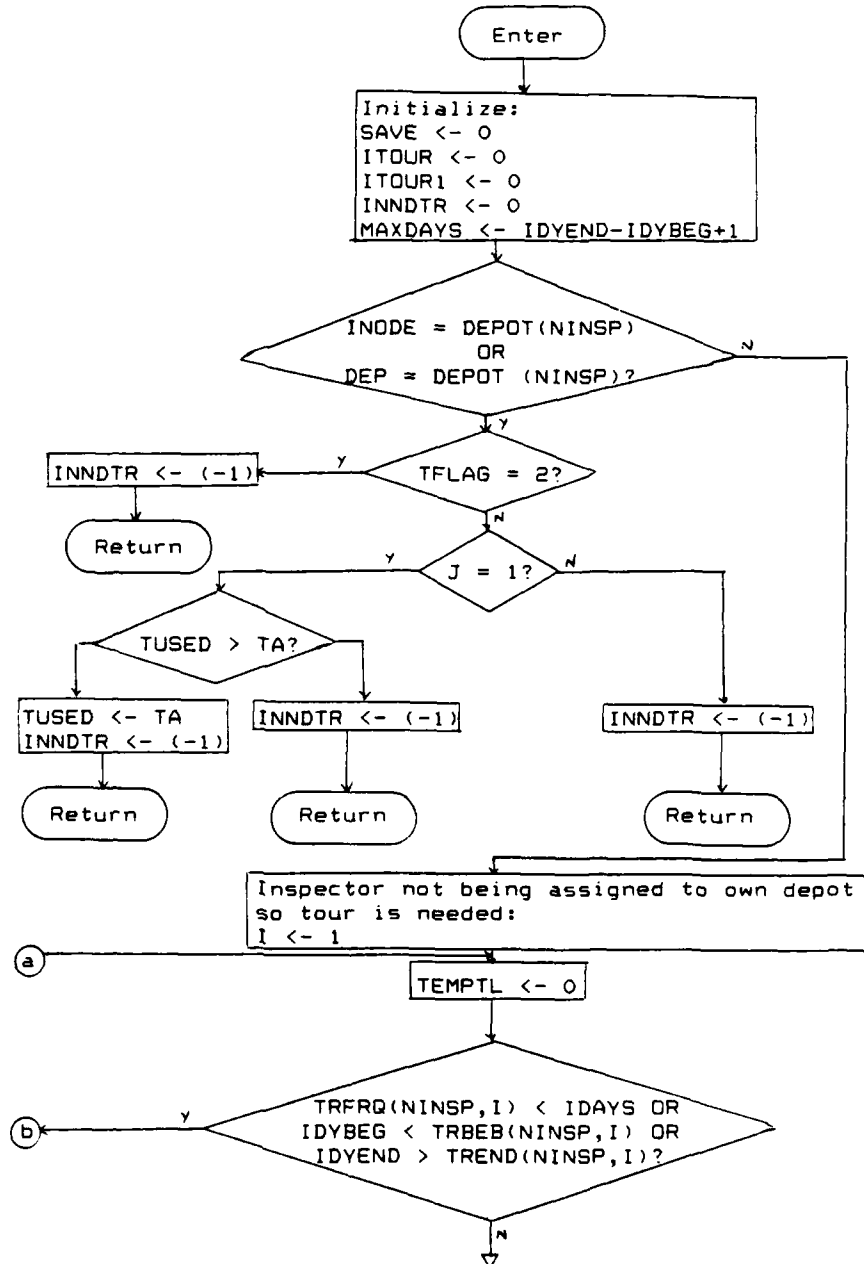 Enter
Initialize:
SAVE <- 0
ITOUR <- 0
ITOUR1 <- 0
INNDTR <- 0
MAXDAYS <- IDYEND-IDYBEG+1
INODE = DEPOT(NINSP)
OR
DEP = DEPOT (NINSP)?
N
Y
TFLAG = 2?
Y
INNDTR <- (-1)
Return
N
J = 1?
Y
N
TUSED > TA?
TUSED <- TA
INNDTR <- (-1)
INNDTR <- (-1)
INNDTR <- (-1)
Return
Return
Return
Inspector not being assigned to own depot
so tour is needed:
I <- 1
a
TEMPTL <- 0
TRFRQ(NINSP,I) < IDAYS OR
IDYBEG < TRBEB(NINSP,I) OR
IDYEND > TREND(NINSP,I)?
Y
b
N